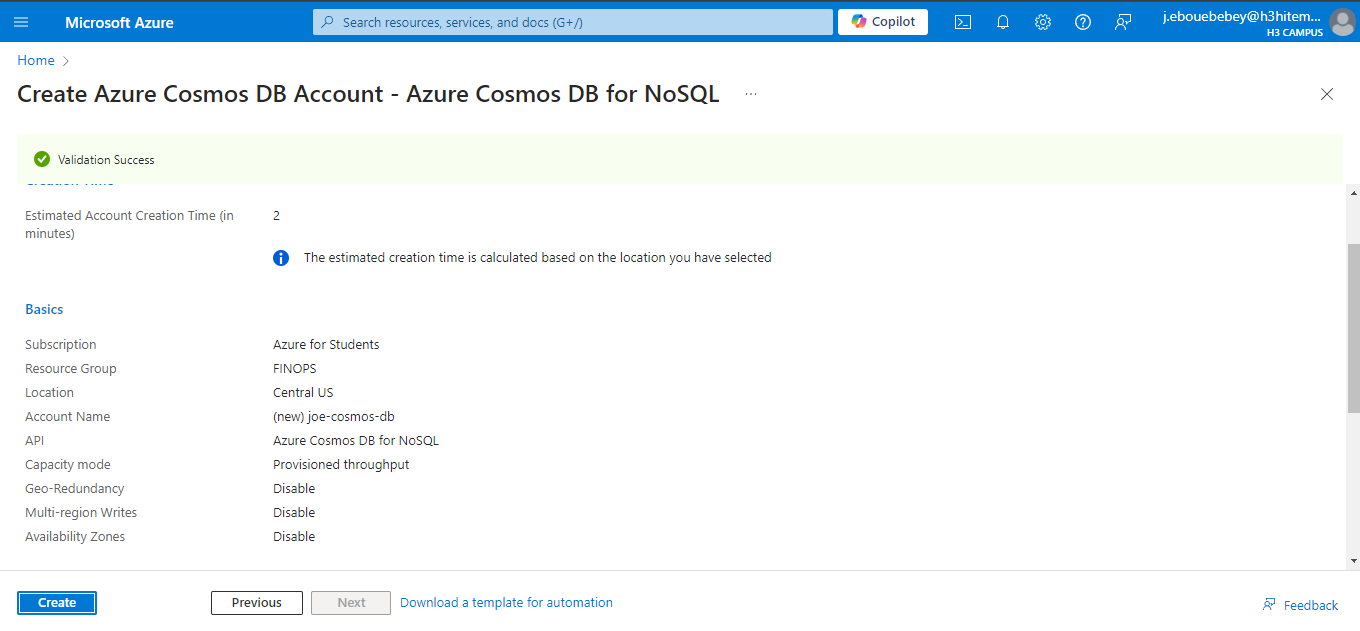 Microsoft Azure
Search resources, services, and docs (G+/)
Copilot
j.ebouebebey@h3hitem...
H3 CAMPUS
Home
Create Azure Cosmos DB Account - Azure Cosmos DB for NoSQL ...
Validation Success
Creation Time
Estimated Account Creation Time (in minutes) 2
The estimated creation time is calculated based on the location you have selected
Basics
Subscription Azure for Students
Resource Group FINOPS
Location Central US
Account Name (new) joe-cosmos-db
API Azure Cosmos DB for NoSQL
Capacity mode Provisioned throughput
Geo-Redundancy Disable
Multi-region Writes Disable
Availability Zones Disable
Create Previous Next Download a template for automation Feedback